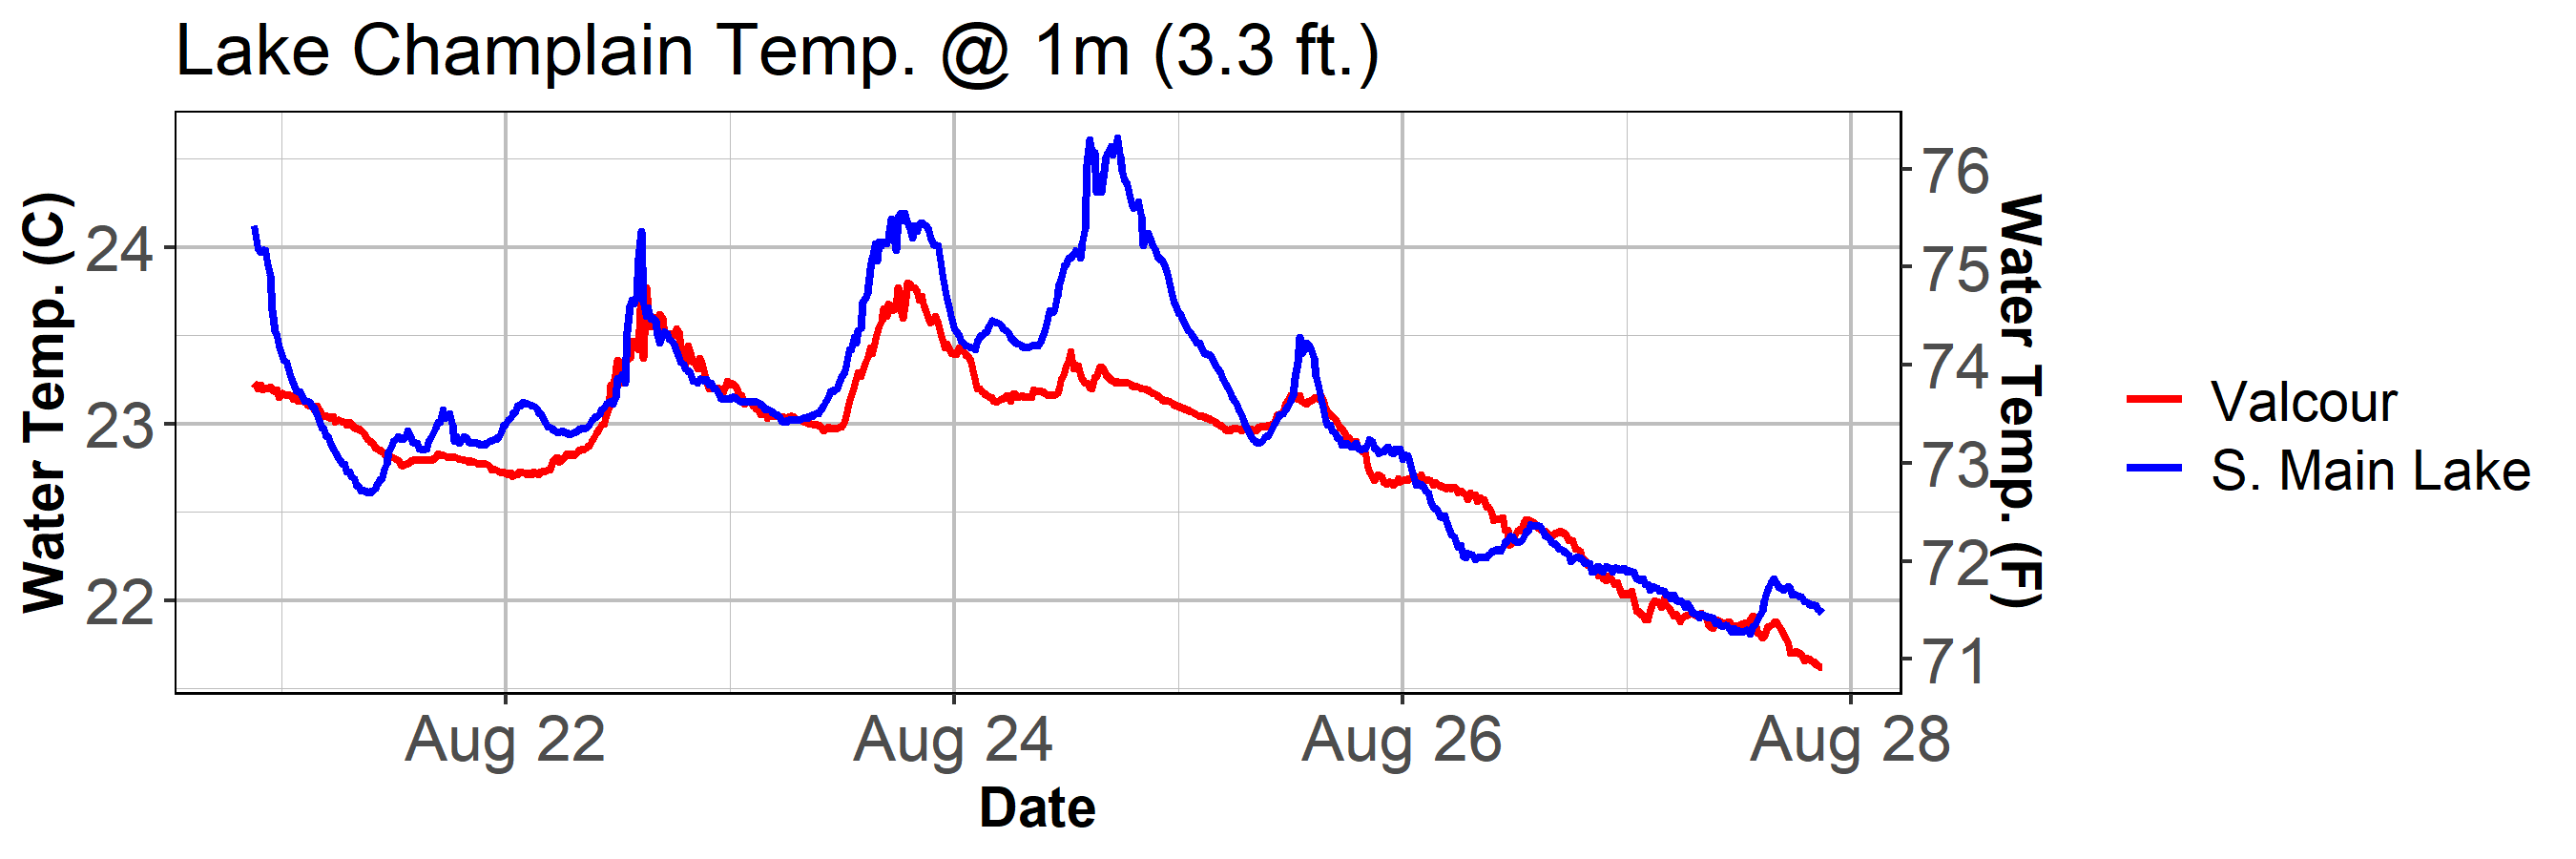 Lake Champlain Temp. @ 1m (3.3 ft.)
Water Temp. (C)
24
23
22
76
75
74
73
72
71
Water Temp. (F)
Valcour
S. Main Lake
Aug 22
Aug 24
Aug 26
Aug 28
Date